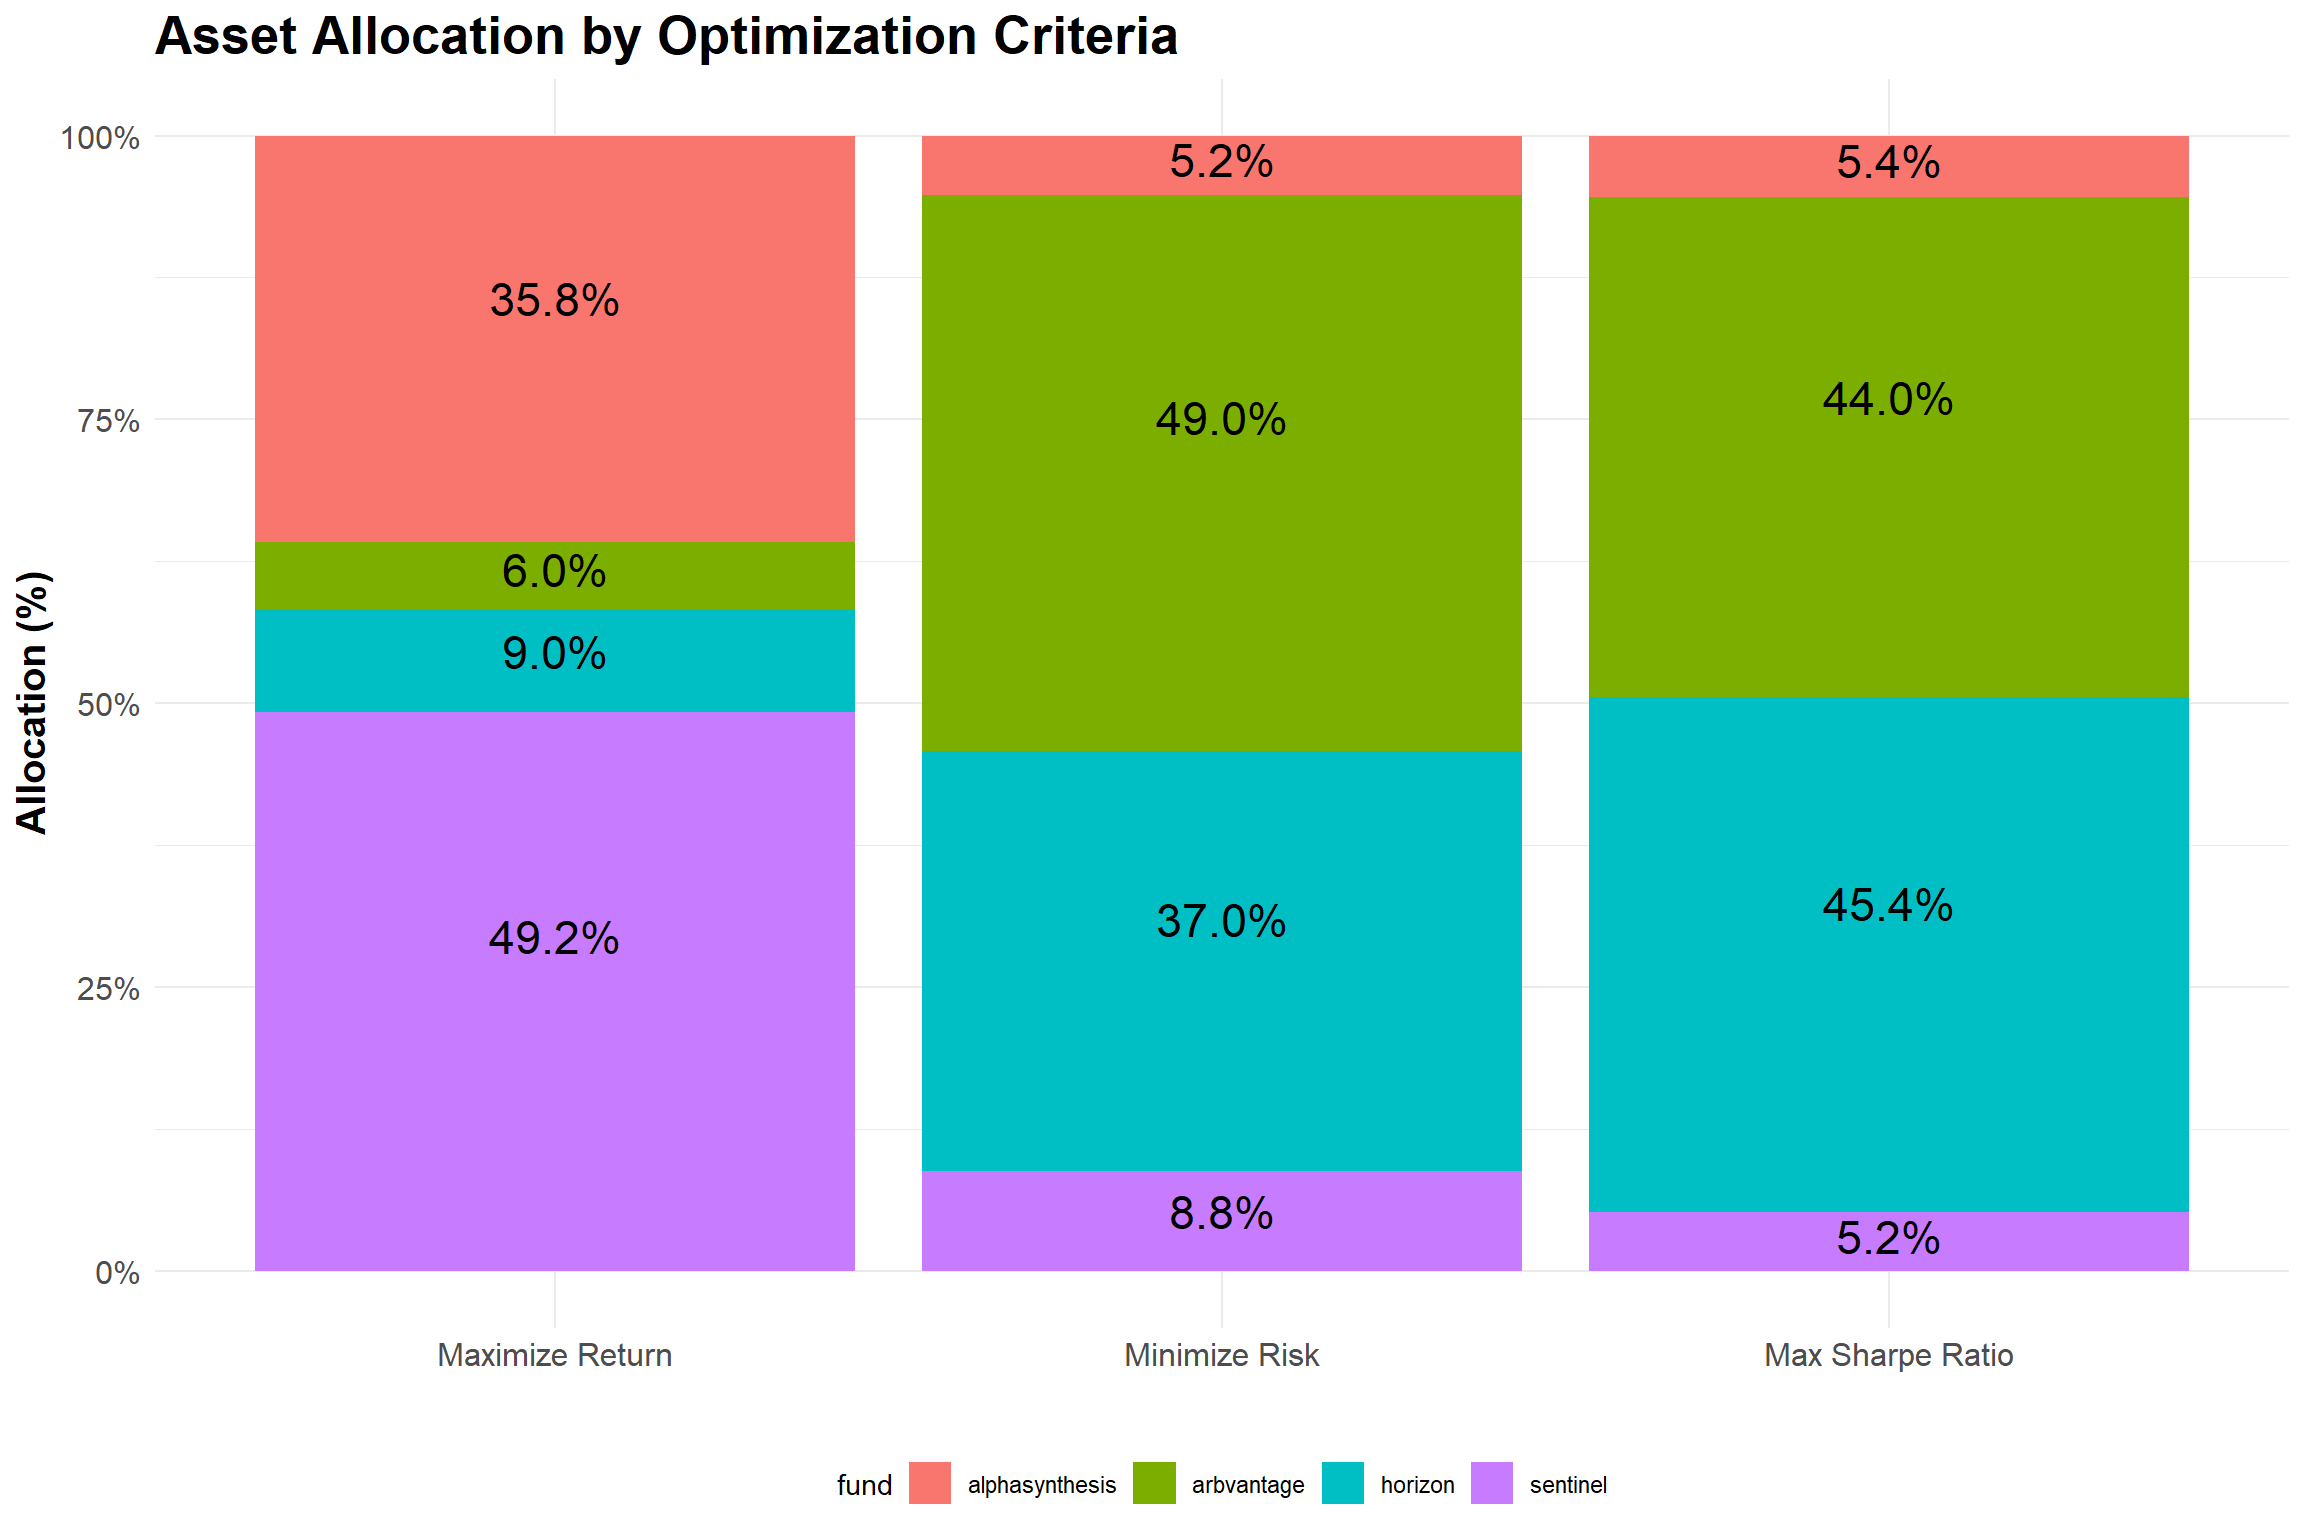 Asset Allocation by Optimization Criteria
Allocation (%)
100%
75%
50%
25%
0%
35.8%
6.0%
9.0%
49.2%
5.2%
49.0%
37.0%
8.8%
5.4%
44.0%
45.4%
5.2%
Maximize Return
Minimize Risk
Max Sharpe Ratio
fund alphasynthesis arbvantage horizon sentinel